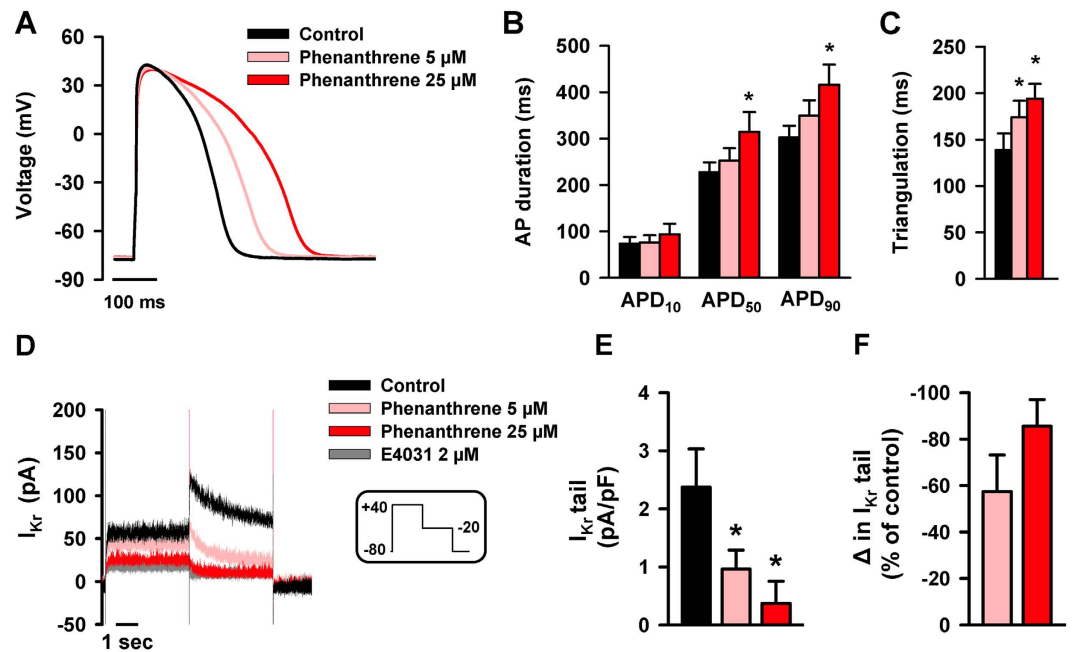 A
Voltage (mV)
60
30
0
-30
-60
-90
100 ms
Control
Phenanthrene 5 µM
Phenanthrene 25 µM
B
AP duration (ms)
500
400
300
200
100
0
*
*
APD10
APD50
APD90
C
Triangulation (ms)
250
200
150
100
50
0
*
*
D
IKr (pA)
200
150
100
50
0
-50
1 sec
Control
Phenanthrene 5 µM
Phenanthrene 25 µM
E4031 2 µM
+40
-20
-80
E
IKr tail
(pA/pF)
4
3
2
1
0
*
*
F
Δ in IKr tail
(% of control)
-100
-80
-60
-40
-20
0